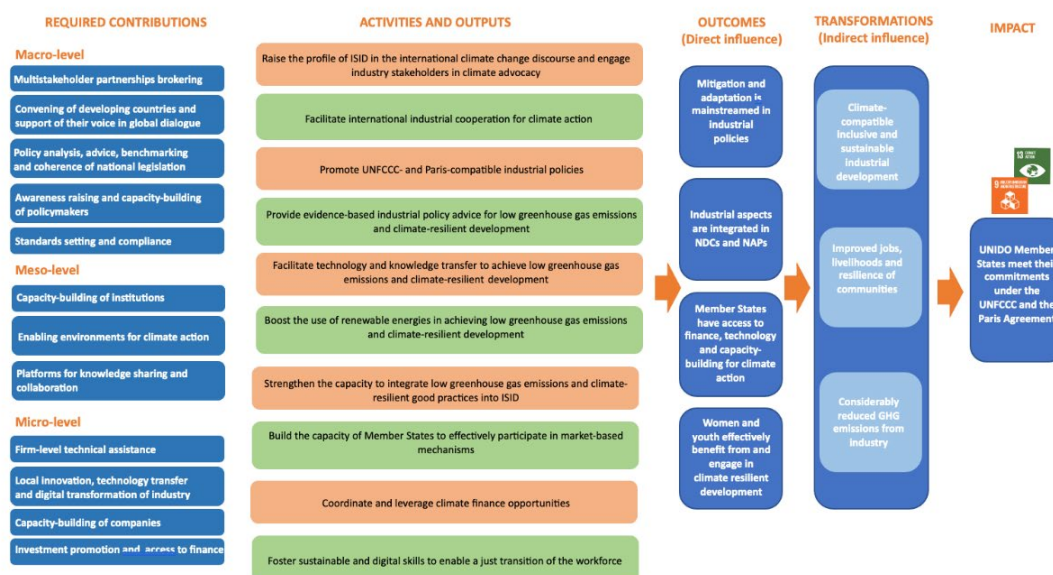 REQUIRED CONTRIBUTIONS
Macro-level
Multistakeholder partnerships brokering
Convening of developing countries and
support of their voice in global dialogue
Policy analysis, advice, benchmarking
and coherence of national legislation
Awareness raising and capacity-building
of policymakers
Standards setting and compliance
Meso-level
Capacity-building of institutions
Enabling environments for climate action
Platforms for knowledge sharing and
collaboration
Micro-level
Firm-level technical assistance
Local innovation, technology transfer
and digital transformation of industry
Capacity-building of companies
Investment promotion and access to finance
ACTIVITIES AND OUTPUTS
Raise the profile of ISID in the international climate change discourse and engage
industry stakeholders in climate advocacy
Facilitate international industrial cooperation for climate action
Promote UNFCCC- and Paris-compatible industrial policies
Provide evidence-based industrial policy advice for low greenhouse gas emissions
and climate-resilient development
Facilitate technology and knowledge transfer to achieve low greenhouse gas
emissions and climate-resilient development
Boost the use of renewable energies in achieving low greenhouse gas emissions
and climate-resilient development
Strengthen the capacity to integrate low greenhouse gas emissions and climate-
resilient good practices into ISID
Build the capacity of Member States to effectively participate in market-based
mechanisms
Coordinate and leverage climate finance opportunities
Foster sustainable and digital skills to enable a just transition of the workforce
OUTCOMES
(Direct influence)
Mitigation and
adaptation is
mainstreamed in
industrial
policies
Industrial aspects
are integrated in
NDCs and NAPs
Member States
have access to
finance, technology
and capacity-
building for climate
action
Women and
youth effectively
benefit from and
engage in
climate resilient
development
TRANSFORMATIONS
(Indirect influence)
Climate-
compatible
inclusive and
sustainable
industrial
development
Improved jobs,
livelihoods and
resilience of
communities
Considerably
reduced GHG
emissions from
industry
IMPACT
13
9
UNIDO Member
States meet their
commitments
under the
UNFCCC and the
Paris Agreement